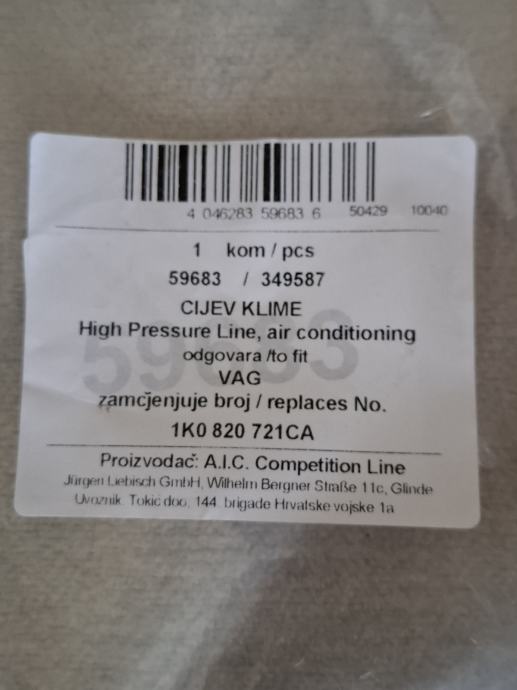 4 046283 59683 6 50429 10040
1 kom / pcs
59683 / 349587
CIJEV KLIME
High Pressure Line, air conditioning
odgovara /to fit
VAG
zamcjenjuje broj / replaces No.
1K0 820 721CA
Proizvodač: A.I.C. Competition Line
Jürgen Liebisch GmbH, Wilhelm Bergner Straße 11c, Glinde
Uvoznik. Tokic doo, 144. brigade Hrvatske vojske 1a
59683